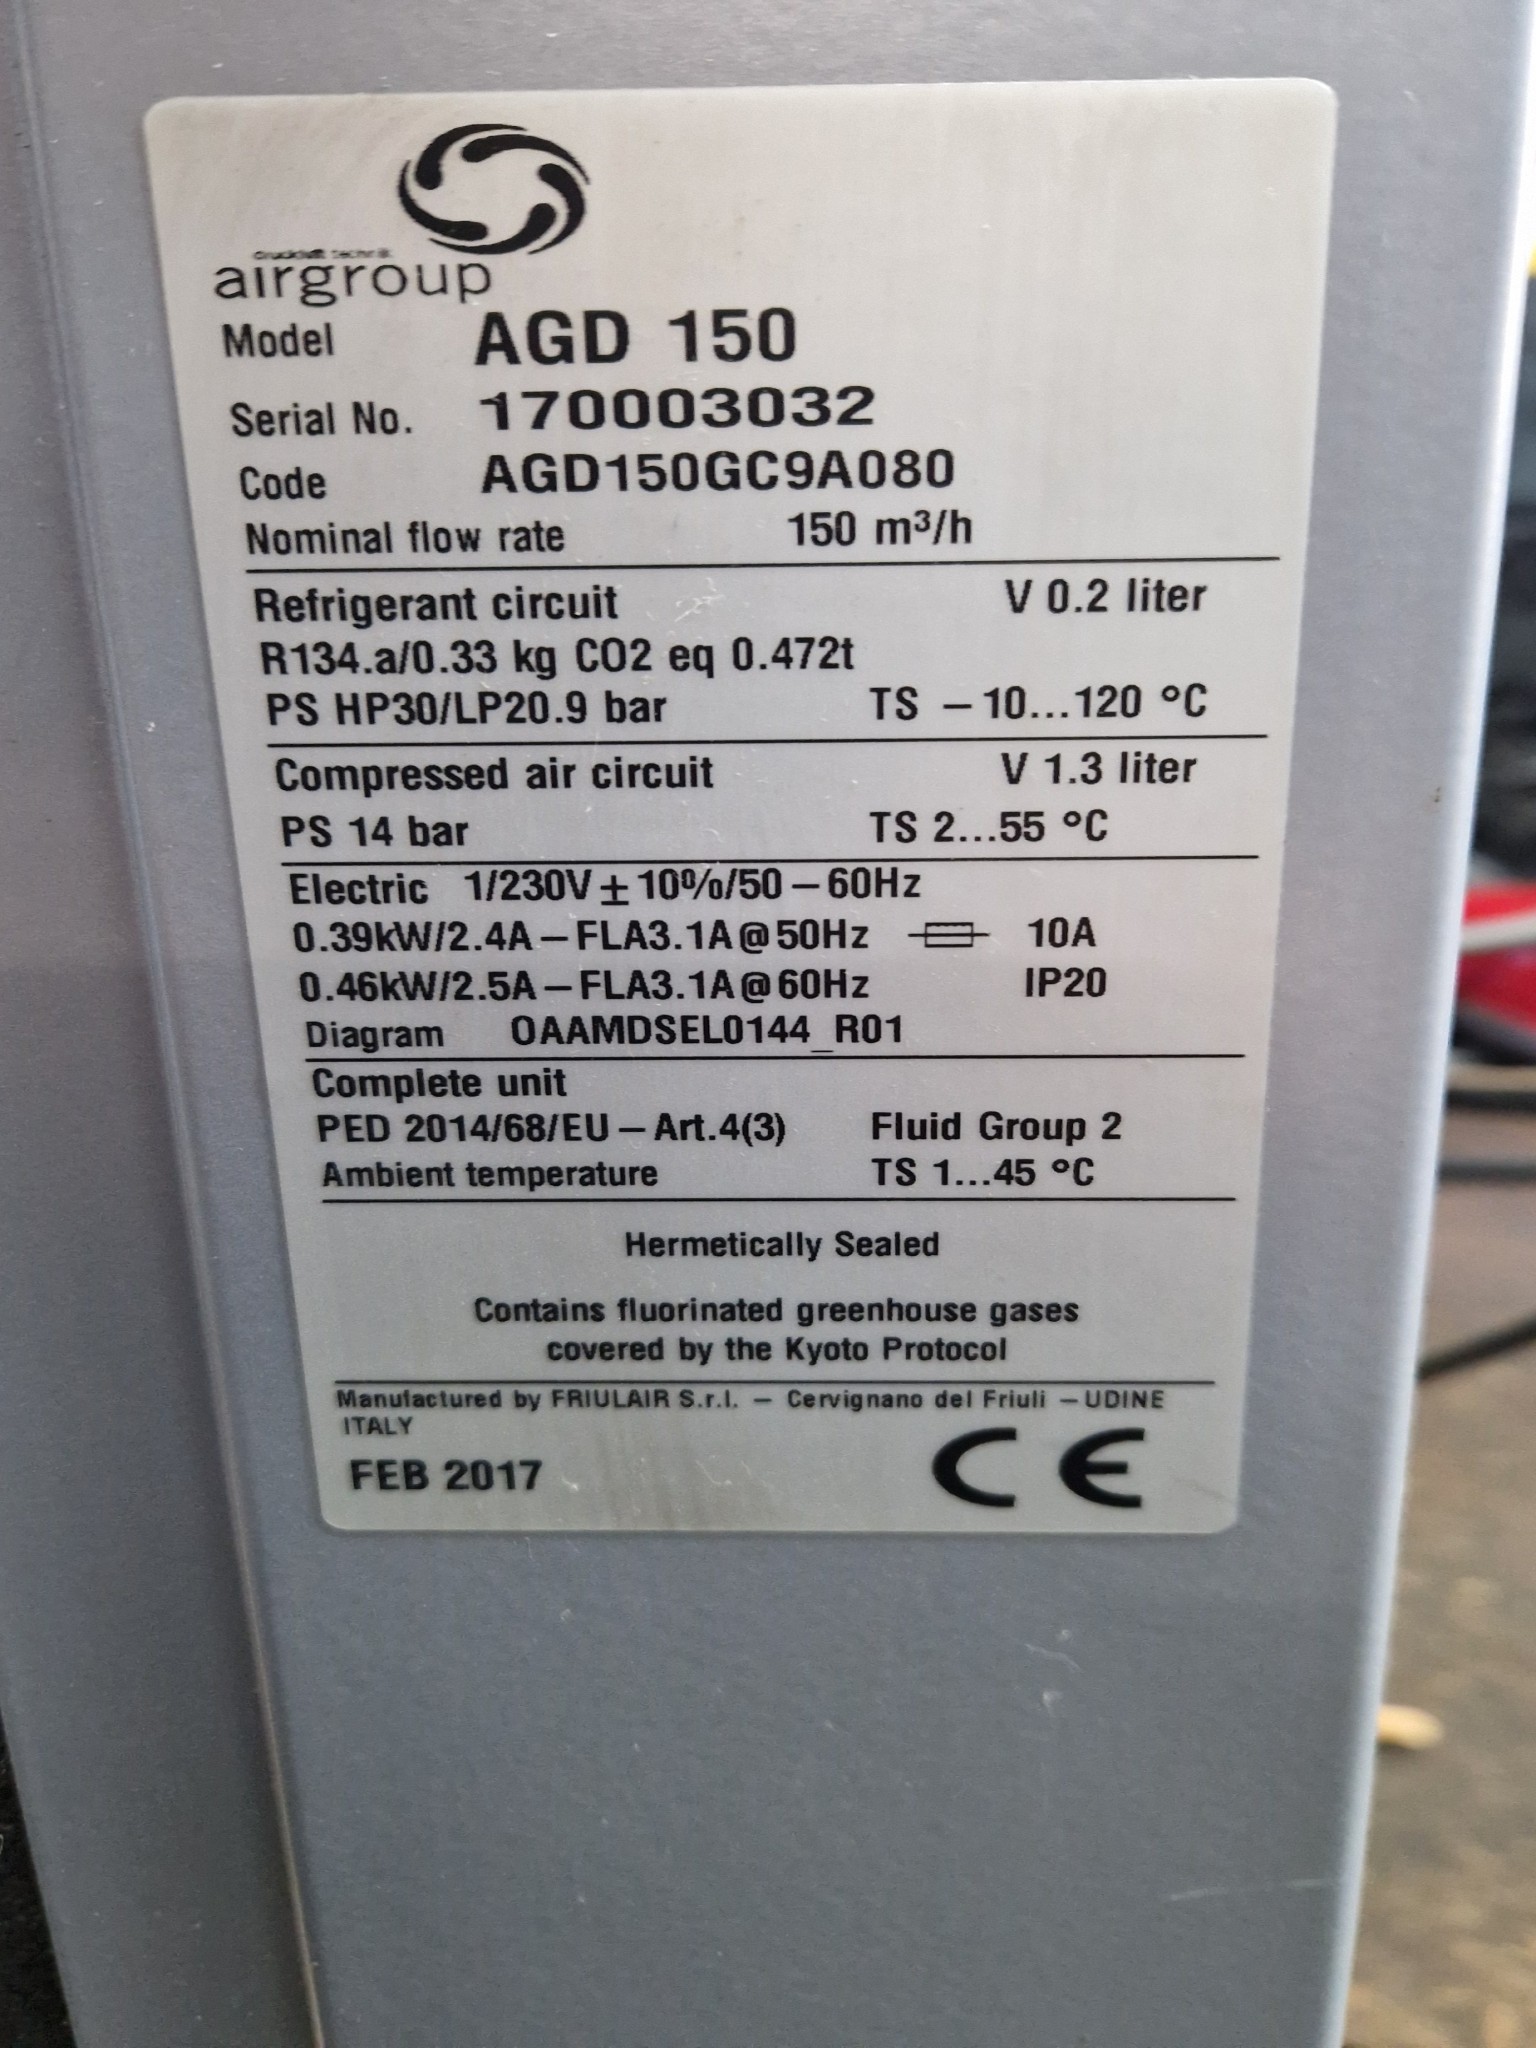 druckluft technik
airgroup
Model AGD 150
Serial No. 170003032
Code AGD150GC9A080
Nominal flow rate 150 m³/h
Refrigerant circuit V 0.2 liter
R134.a/0.33 kg CO2 eq 0.472t
PS HP30/LP20.9 bar TS –10...120 °C
Compressed air circuit V 1.3 liter
PS 14 bar TS 2...55 °C
Electric 1/230V±10%/50–60Hz
0.39kW/2.4A–FLA3.1A@50Hz 10A
0.46kW/2.5A–FLA3.1A@60Hz IP20
Diagram OAAMDSEL0144_R01
Complete unit
PED 2014/68/EU–Art.4(3) Fluid Group 2
Ambient temperature TS 1...45 °C
Hermetically Sealed
Contains fluorinated greenhouse gases
covered by the Kyoto Protocol
Manufactured by FRIULAIR S.r.l. – Cervignano del Friuli – UDINE
ITALY
FEB 2017 CE